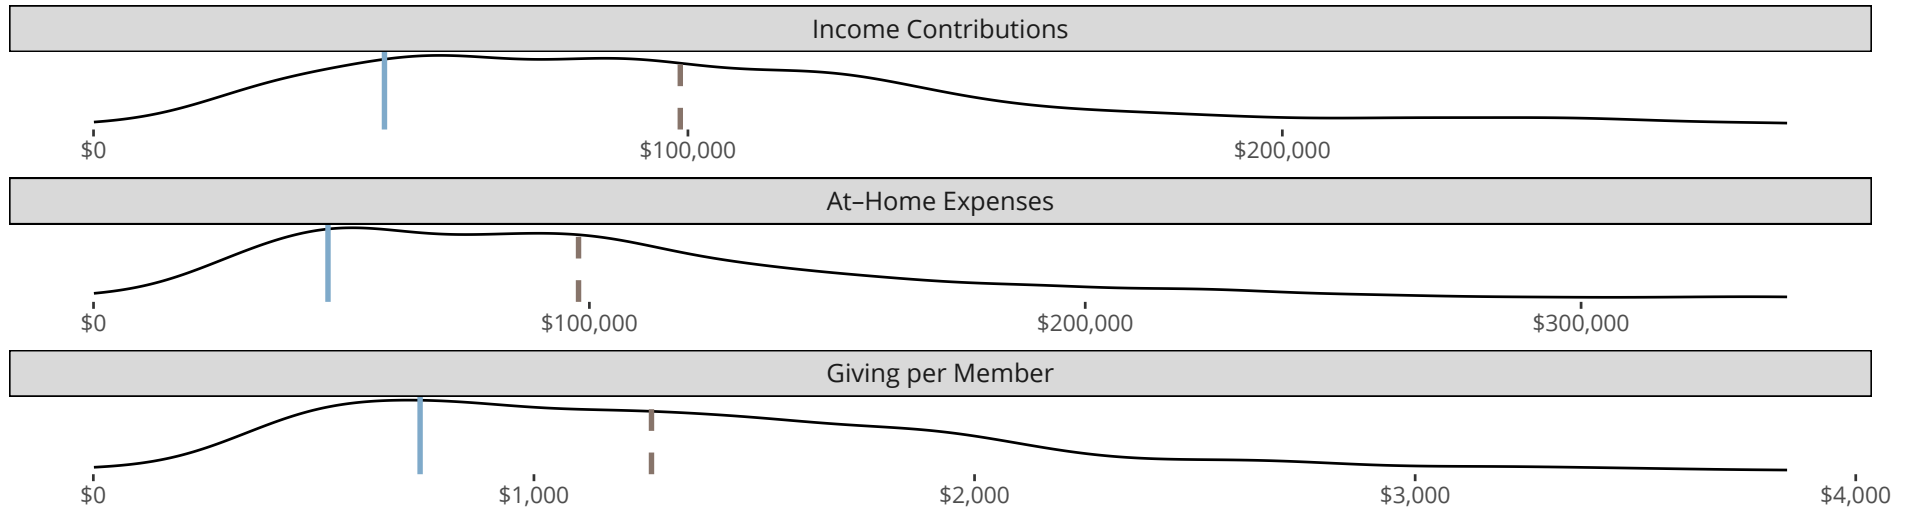 Income Contributions
$0 $100,000 $200,000
At–Home Expenses
$0 $100,000 $200,000 $300,000
Giving per Member
$0 $1,000 $2,000 $3,000 $4,000